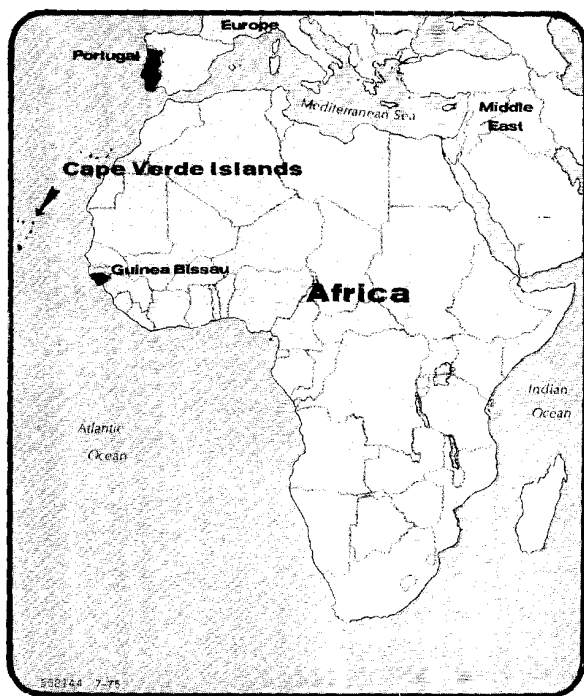 Europe
Portugal
Mediterranean Sea
Middle
East
Cape Verde Islands
Guinea Bissau
Africa
Indian
Ocean
Atlantic
Ocean
7-75